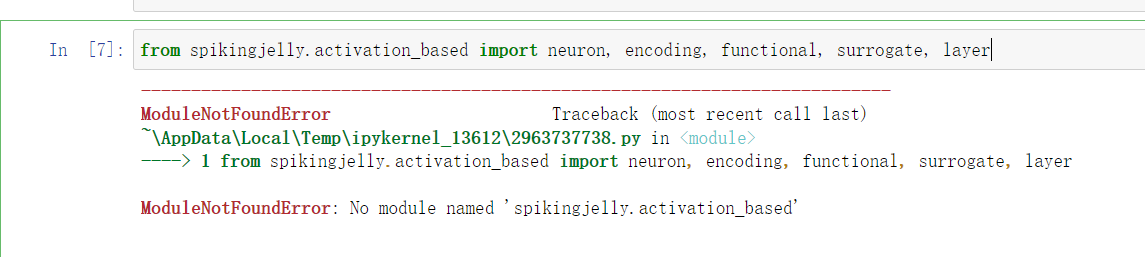 In [7]: from spikingjelly.activation_based import neuron, encoding, functional, surrogate, layer
---------------------------------------------------------------------------
ModuleNotFoundError Traceback (most recent call last)
~\AppData\Local\Temp\ipykernel_13612\2963737738.py in <module>
----> 1 from spikingjelly.activation_based import neuron, encoding, functional, surrogate, layer
ModuleNotFoundError: No module named 'spikingjelly.activation_based'